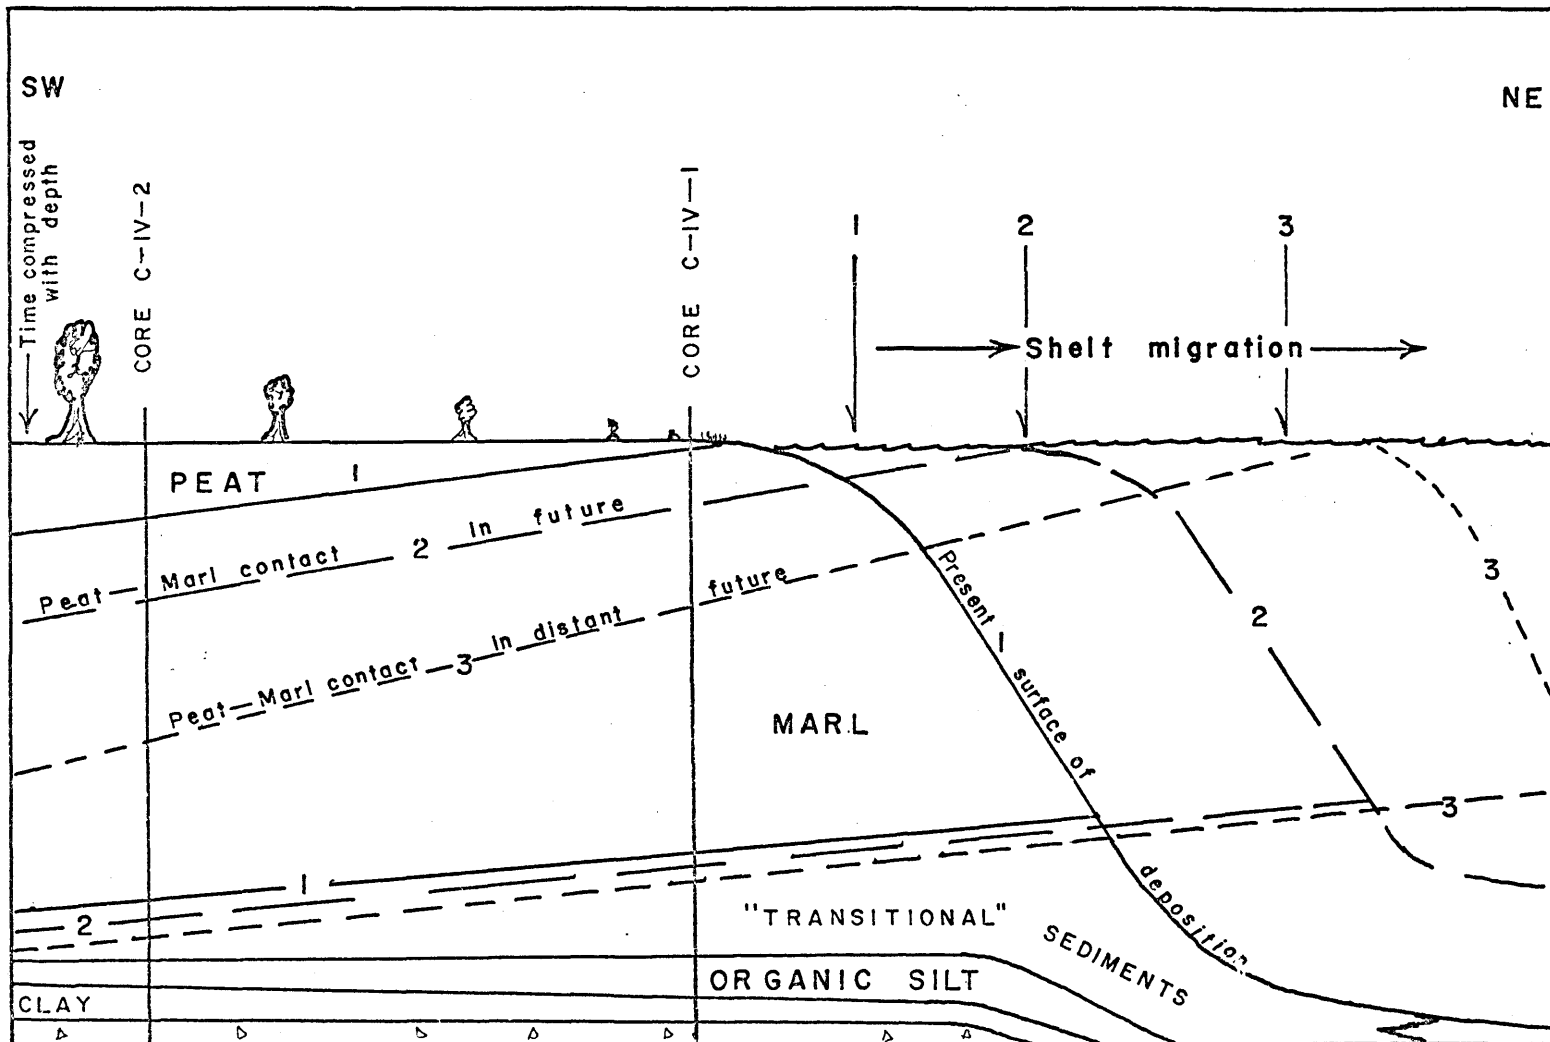 SW
NE
Time compressed
with depth
CORE C-IV-2
CORE C-IV-1
1
2
3
Shelf migration
PEAT
1
Peat — Marl contact 2 in future
Peat—Marl contact 3 in distant future
Present 1 surface of deposition
2
3
MARL
1
2
3
"TRANSITIONAL"
SEDIMENTS
ORGANIC SILT
CLAY